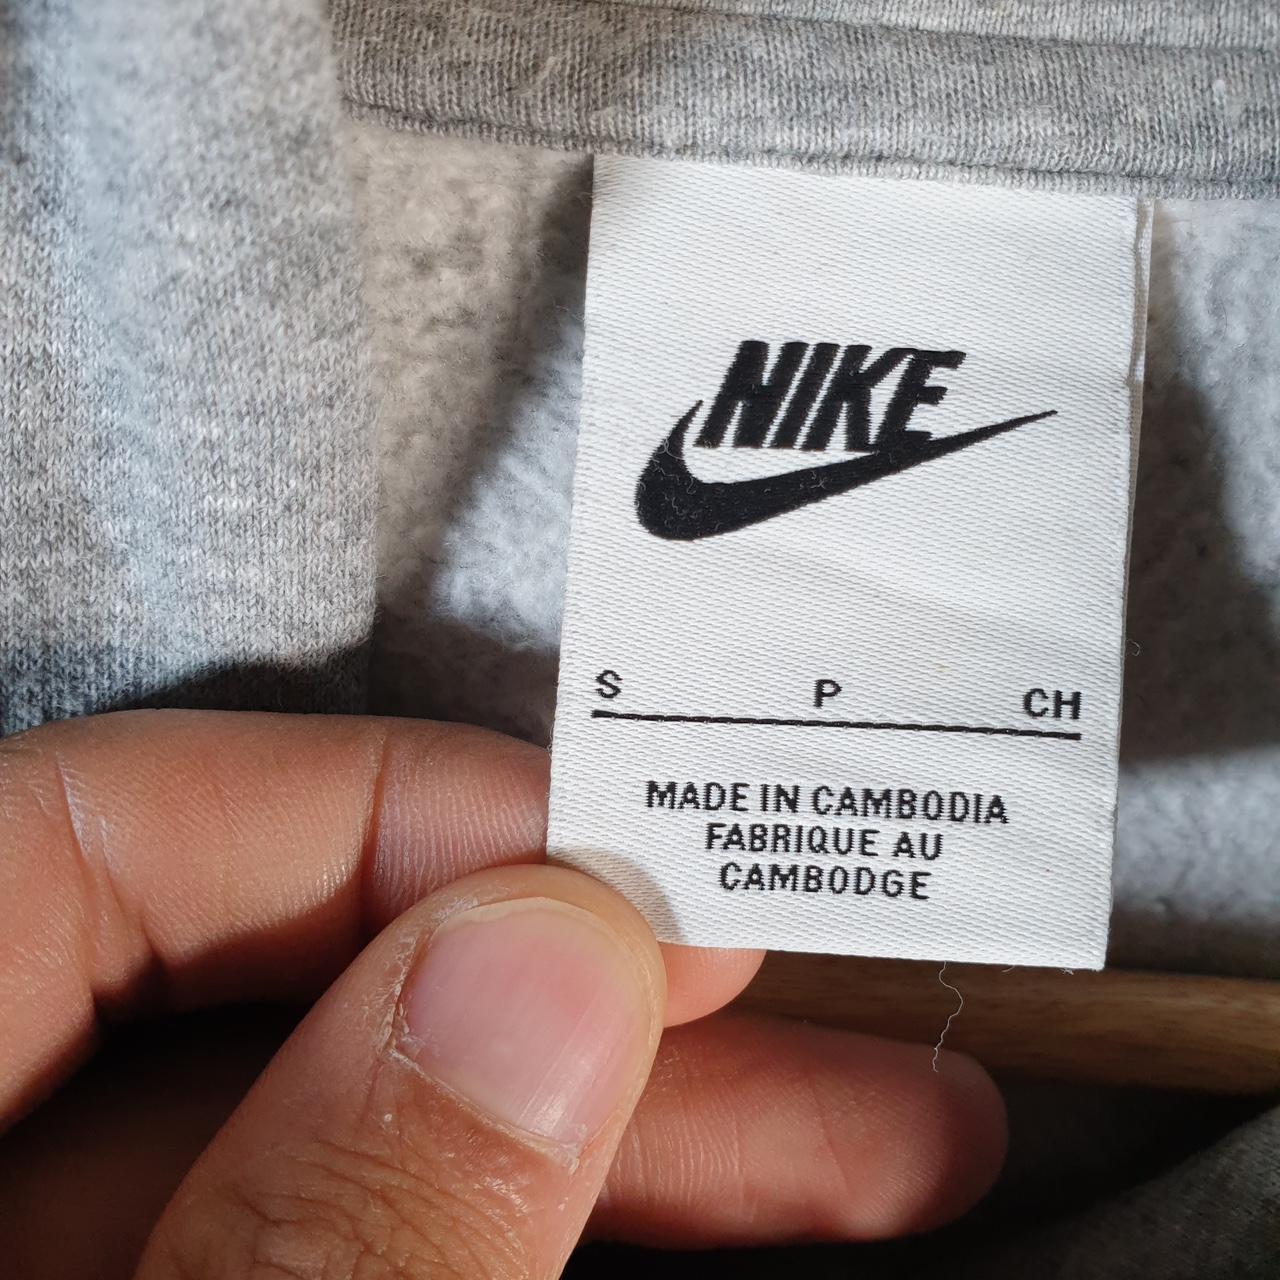 NIKE
S P CH
MADE IN CAMBODIA
FABRIQUE AU
CAMBODGE